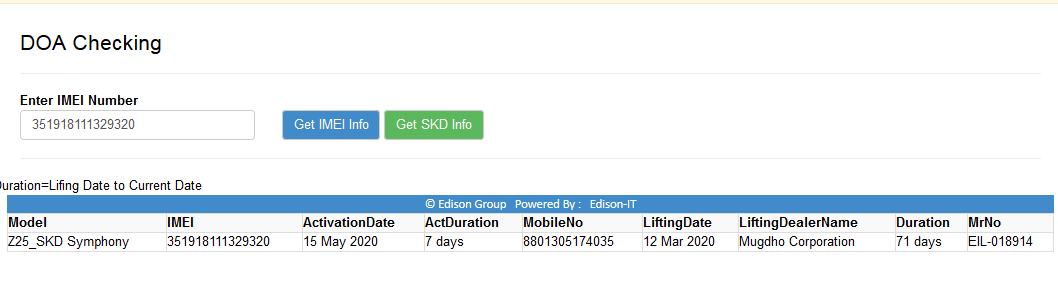 DOA Checking
Enter IMEI Number
351918111329320 Get IMEI Info Get SKD Info
Duration=Lifing Date to Current Date
© Edison Group Powered By : Edison-IT
Model IMEI ActivationDate ActDuration MobileNo LiftingDate LiftingDealerName Duration MrNo
Z25_SKD Symphony 351918111329320 15 May 2020 7 days 8801305174035 12 Mar 2020 Mugdho Corporation 71 days EIL-018914